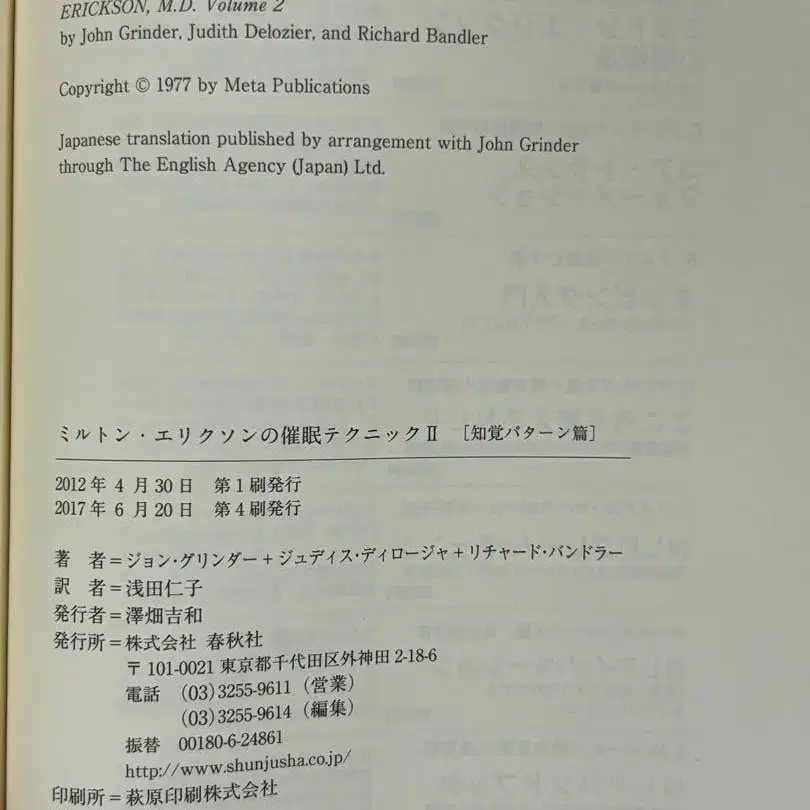 ERICKSON, M.D. Volume 2
by John Grinder, Judith Delozier, and Richard Bandler
Copyright © 1977 by Meta Publications
Japanese translation published by arrangement with John Grinder
through The English Agency (Japan) Ltd.
ミルトン・エリクソンの催眠テクニックⅡ [知覚パターン篇]
2012年4月30日 第1刷発行
2017年6月20日 第4刷発行
著 者=ジョン・グリンダー+ジュディス・ディロージャ+リチャード・バンドラー
訳 者=浅田仁子
発行者=澤畑吉和
発行所=株式会社 春秋社
〒101-0021 東京都千代田区外神田2-18-6
電話 (03)3255-9611(営業)
(03)3255-9614(編集)
振替 00180-6-24861
http://www.shunjusha.co.jp/
印刷所=萩原印刷株式会社